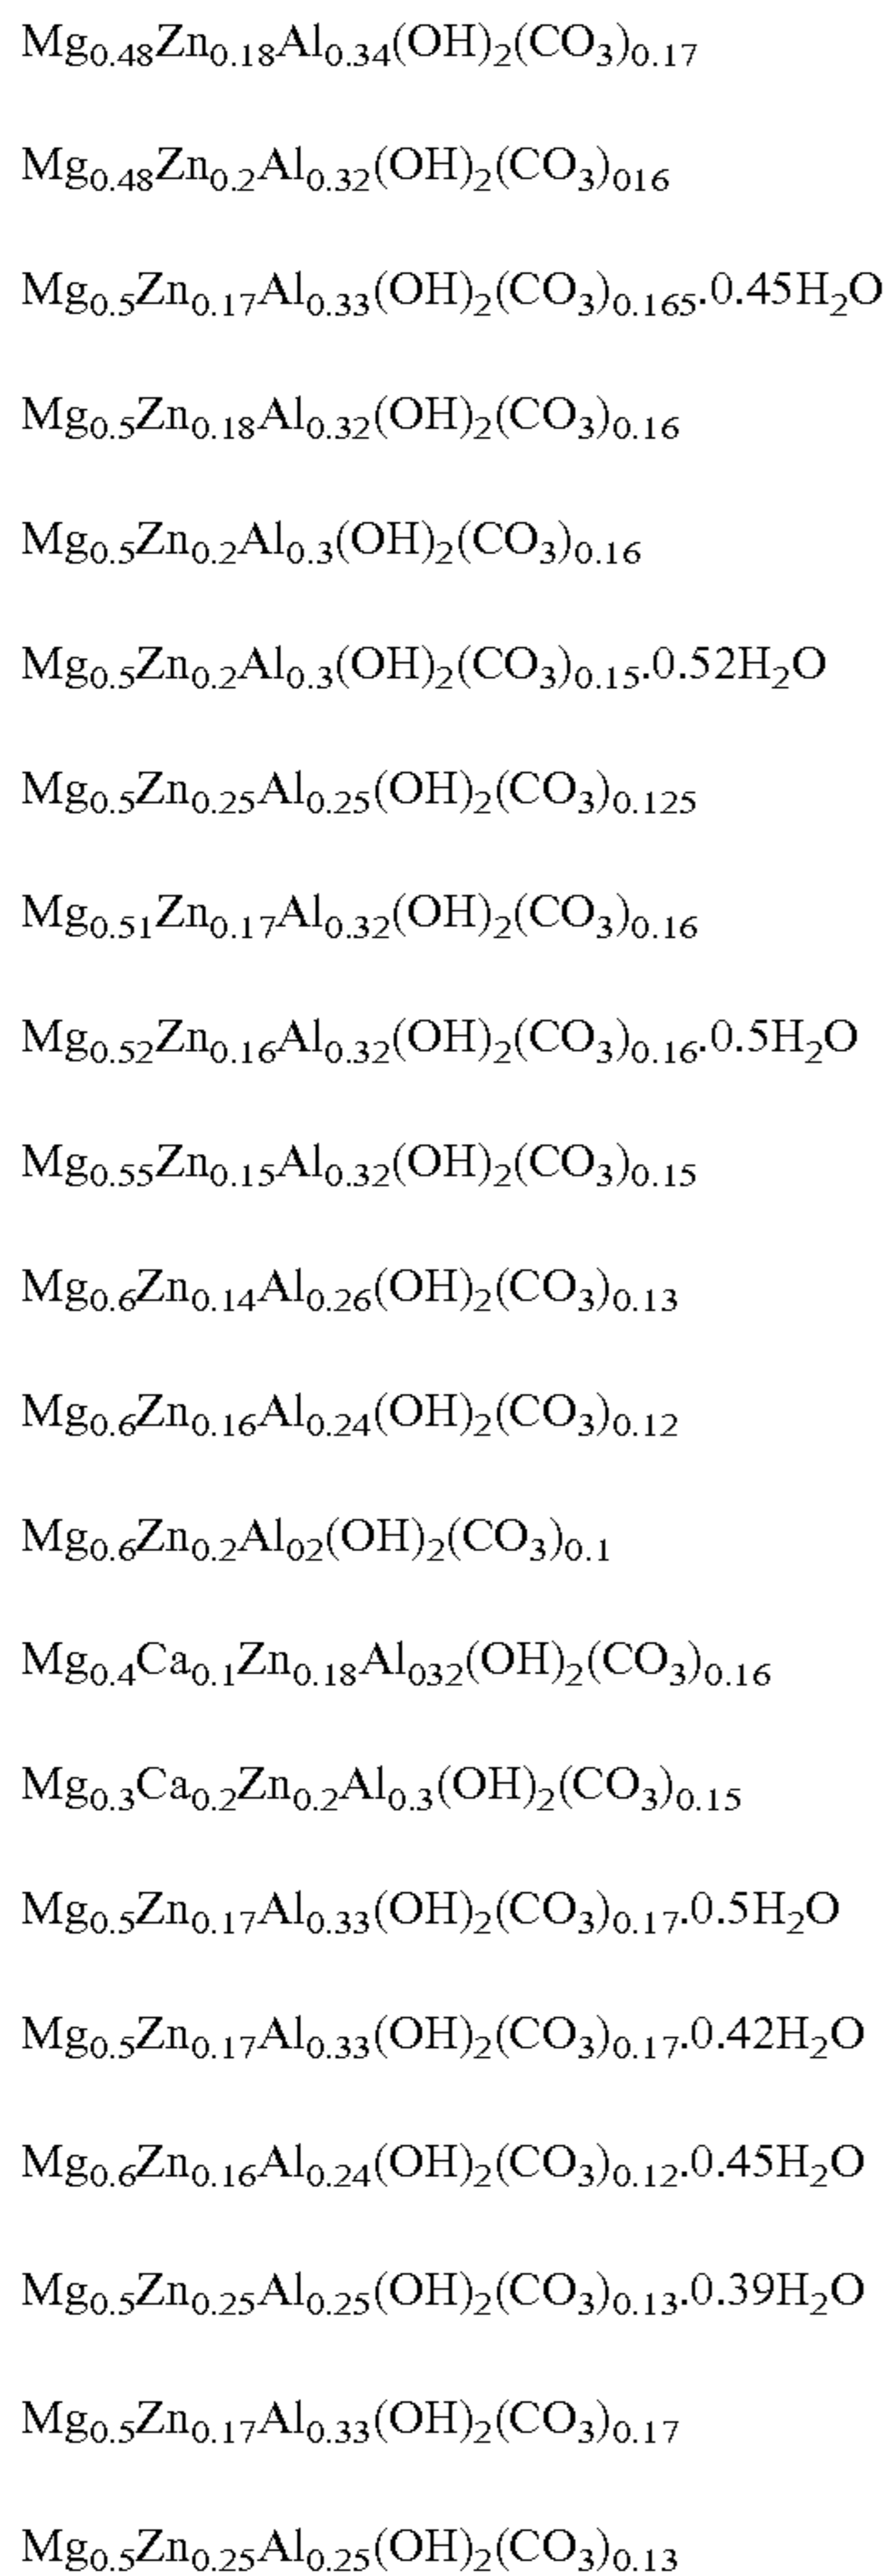 Mg0.48Zn0.18Al0.34(OH)2(CO3)0.17
Mg0.48Zn0.2Al0.32(OH)2(CO3)016
Mg0.5Zn0.17Al0.33(OH)2(CO3)0.165.0.45H2O
Mg0.5Zn0.18Al0.32(OH)2(CO3)0.16
Mg0.5Zn0.2Al0.3(OH)2(CO3)0.16
Mg0.5Zn0.2Al0.3(OH)2(CO3)0.15.0.52H2O
Mg0.5Zn0.25Al0.25(OH)2(CO3)0.125
Mg0.51Zn0.17Al0.32(OH)2(CO3)0.16
Mg0.52Zn0.16Al0.32(OH)2(CO3)0.16.0.5H2O
Mg0.55Zn0.15Al0.32(OH)2(CO3)0.15
Mg0.6Zn0.14Al0.26(OH)2(CO3)0.13
Mg0.6Zn0.16Al0.24(OH)2(CO3)0.12
Mg0.6Zn0.2Al02(OH)2(CO3)0.1
Mg0.4Ca0.1Zn0.18Al032(OH)2(CO3)0.16
Mg0.3Ca0.2Zn0.2Al0.3(OH)2(CO3)0.15
Mg0.5Zn0.17Al0.33(OH)2(CO3)0.17.0.5H2O
Mg0.5Zn0.17Al0.33(OH)2(CO3)0.17.0.42H2O
Mg0.6Zn0.16Al0.24(OH)2(CO3)0.12.0.45H2O
Mg0.5Zn0.25Al0.25(OH)2(CO3)0.13.0.39H2O
Mg0.5Zn0.17Al0.33(OH)2(CO3)0.17
Mg0.5Zn0.25Al0.25(OH)2(CO3)0.13